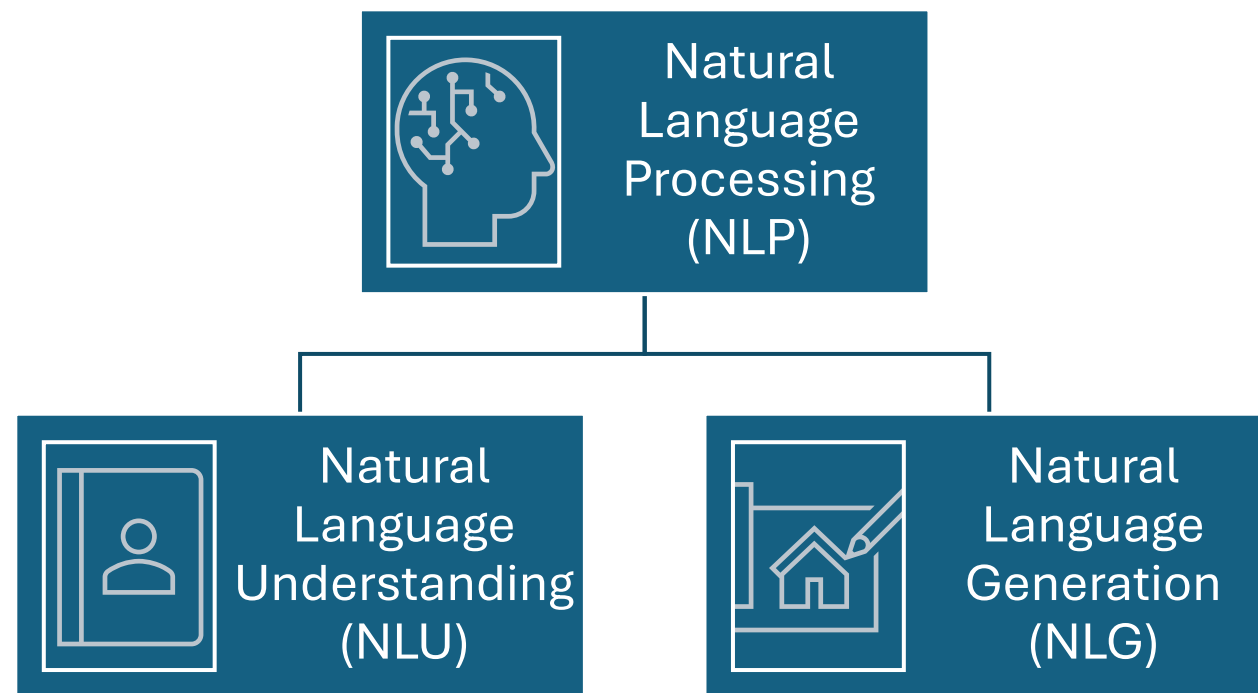 Natural
Language
Processing
(NLP)
Natural
Language
Understanding
(NLU)
Natural
Language
Generation
(NLG)